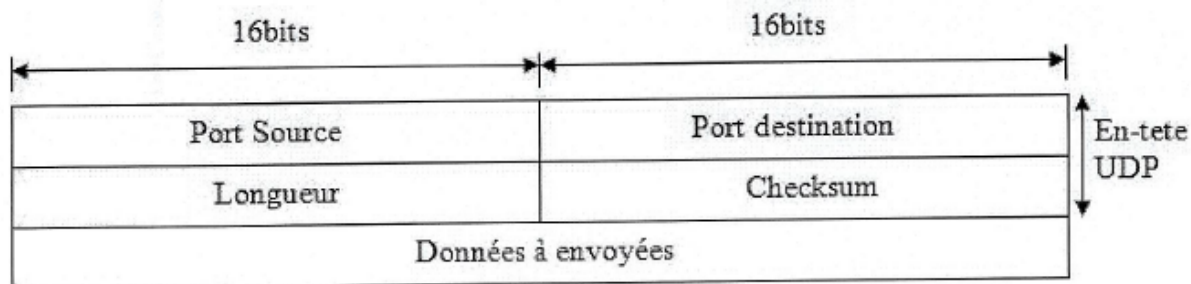 16bits 16bits
Port Source Port destination
En-tete
UDP
Longueur Checksum
Données à envoyées